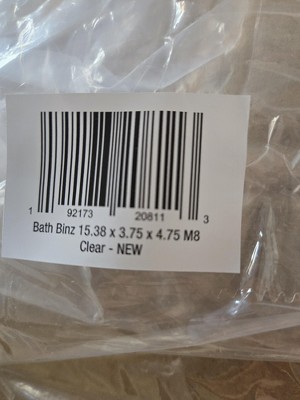 1 92173 20811 3
Bath Binz 15.38 x 3.75 x 4.75 M8
Clear - NEW